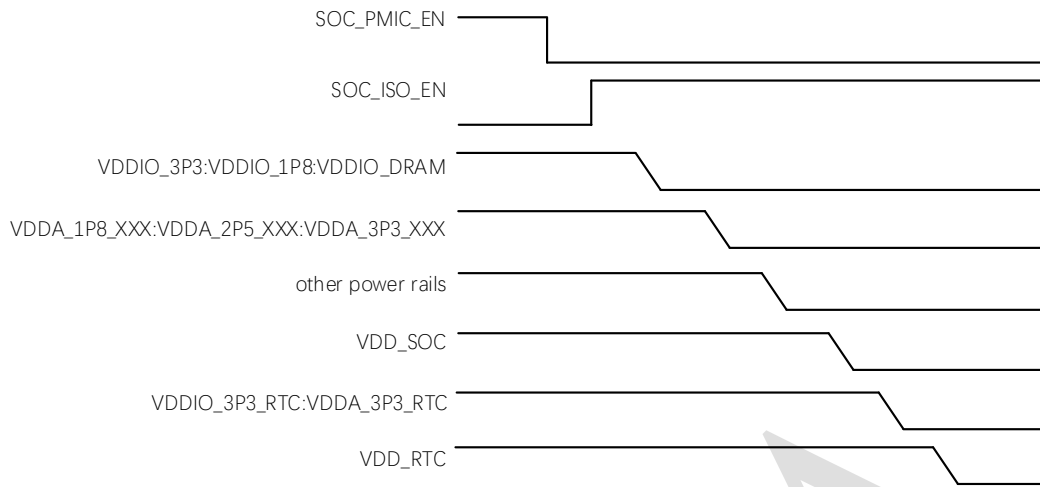 SOC_PMIC_EN
SOC_ISO_EN
VDDIO_3P3:VDDIO_1P8:VDDIO_DRAM
VDDA_1P8_XXX:VDDA_2P5_XXX:VDDA_3P3_XXX
other power rails
VDD_SOC
VDDIO_3P3_RTC:VDDA_3P3_RTC
VDD_RTC